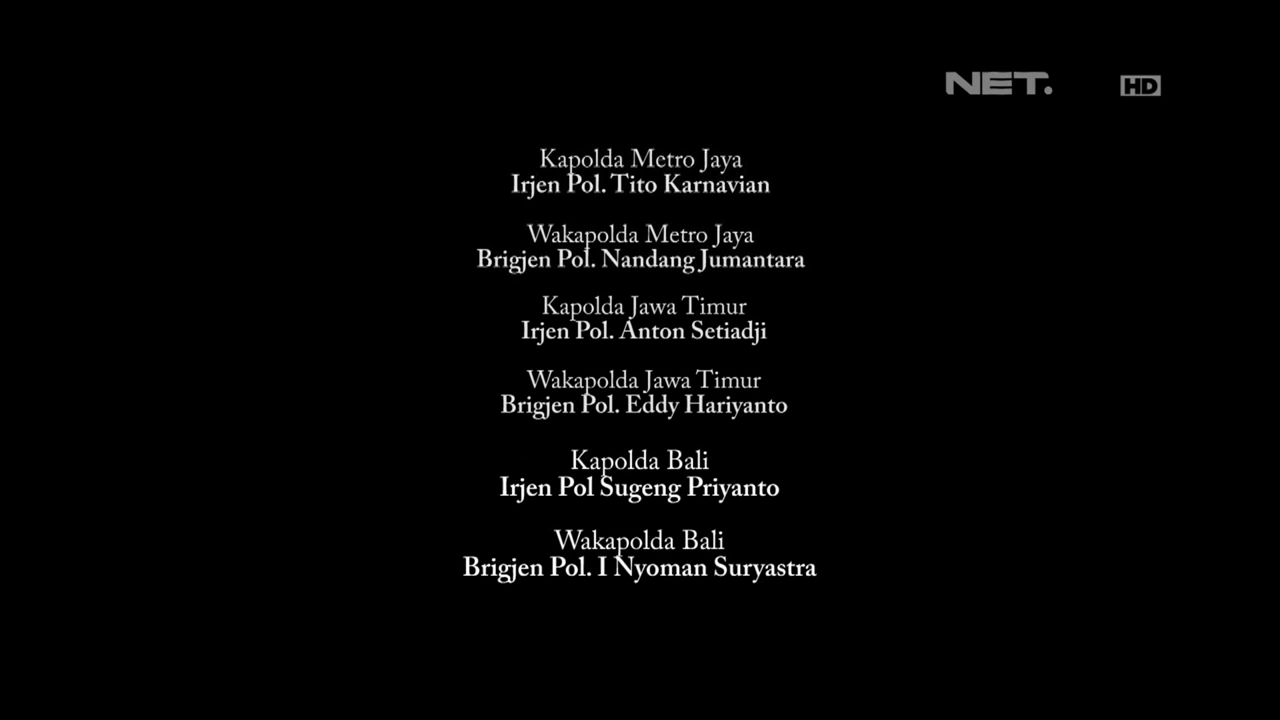 NET.
HD
Kapolda Metro Jaya
Irjen Pol. Tito Karnavian
Wakapolda Metro Jaya
Brigjen Pol. Nandang Jumantara
Kapolda Jawa Timur
Irjen Pol. Anton Setiadji
Wakapolda Jawa Timur
Brigjen Pol. Eddy Hariyanto
Kapolda Bali
Irjen Pol Sugeng Priyanto
Wakapolda Bali
Brigjen Pol. I Nyoman Suryastra